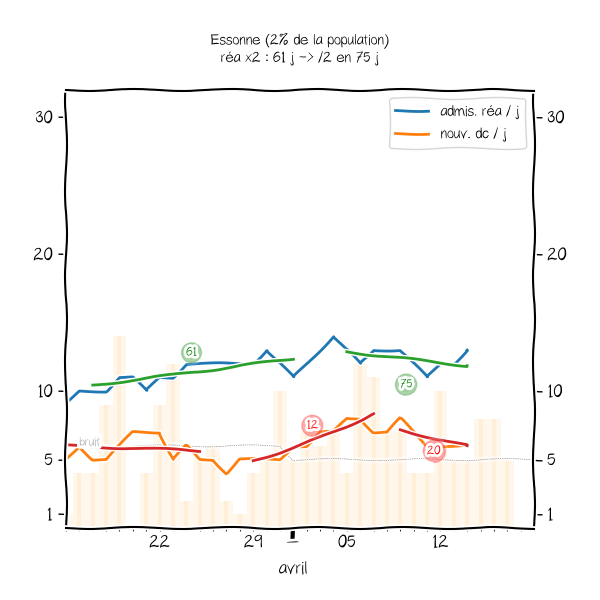 Essonne (2% de la population)
réa x2 : 61 j -> /2 en 75 j
admis. réa / j
nouv. dc / j
30 30
20 20
61
75
10 10
12
bruit
20
5 5
1 1
22 29 05 12
avril